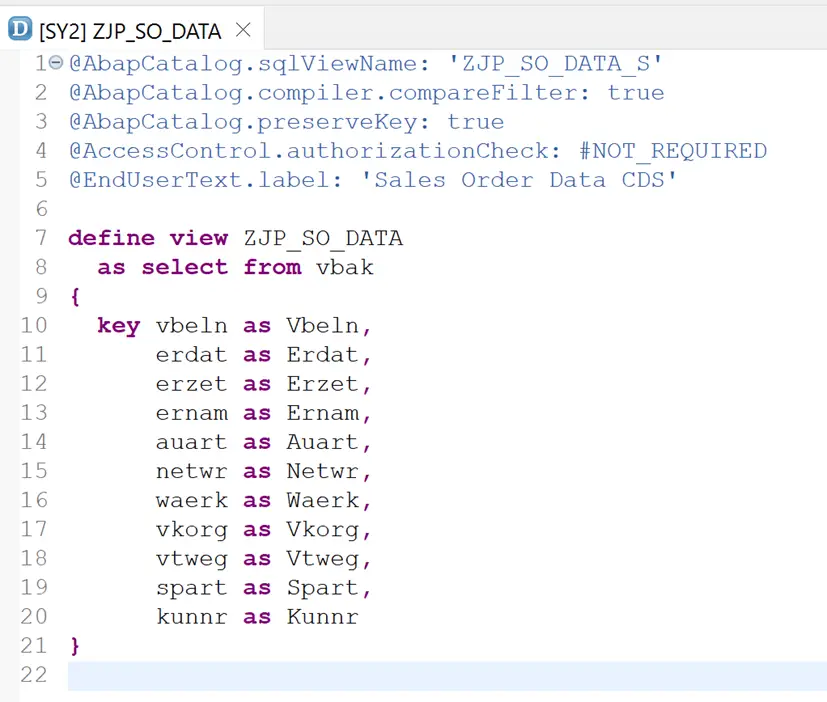 D [SY2] ZJP_SO_DATA
1 @AbapCatalog.sqlViewName: 'ZJP_SO_DATA_S'
2 @AbapCatalog.compiler.compareFilter: true
3 @AbapCatalog.preserveKey: true
4 @AccessControl.authorizationCheck: #NOT_REQUIRED
5 @EndUserText.label: 'Sales Order Data CDS'
6
7 define view ZJP_SO_DATA
8 as select from vbak
9 {
10 key vbeln as Vbeln,
11 erdat as Erdat,
12 erzet as Erzet,
13 ernam as Ernam,
14 auart as Auart,
15 netwr as Netwr,
16 waerk as Waerk,
17 vkorg as Vkorg,
18 vtweg as Vtweg,
19 spart as Spart,
20 kunnr as Kunnr
21 }
22